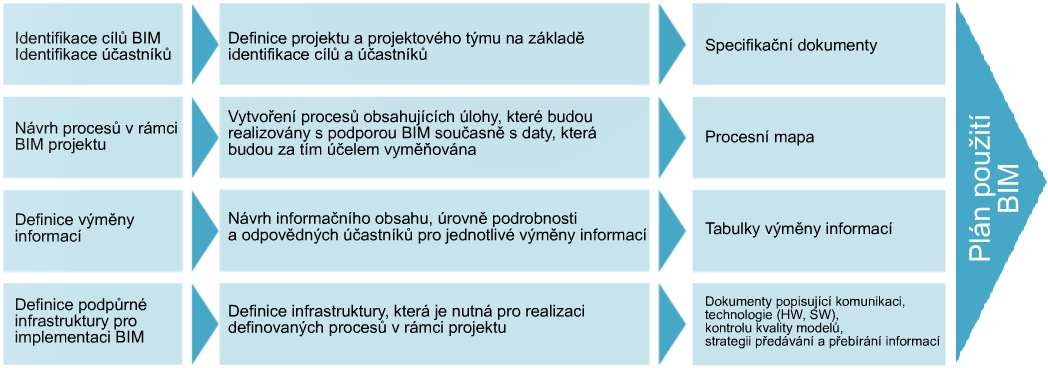 Identifikace cílů BIM
Identifikace účastníků
Definice projektu a projektového týmu na základě
identifikace cílů a účastníků
Specifikační dokumenty
Návrh procesů v rámci
BIM projektu
Vytvoření procesů obsahujících úlohy, které budou
realizovány s podporou BIM současně s daty, která
budou za tím účelem vyměňována
Procesní mapa
Definice výměny
informací
Návrh informačního obsahu, úrovně podrobnosti
a odpovědných účastníků pro jednotlivé výměny informací
Tabulky výměny informací
Definice podpůrné
infrastruktury pro
implementaci BIM
Definice infrastruktury, která je nutná pro realizaci
definovaných procesů v rámci projektu
Dokumenty popisující komunikaci,
technologie (HW, SW),
kontrolu kvality modelů,
strategii předávání a přebírání informací
Plán použití
BIM